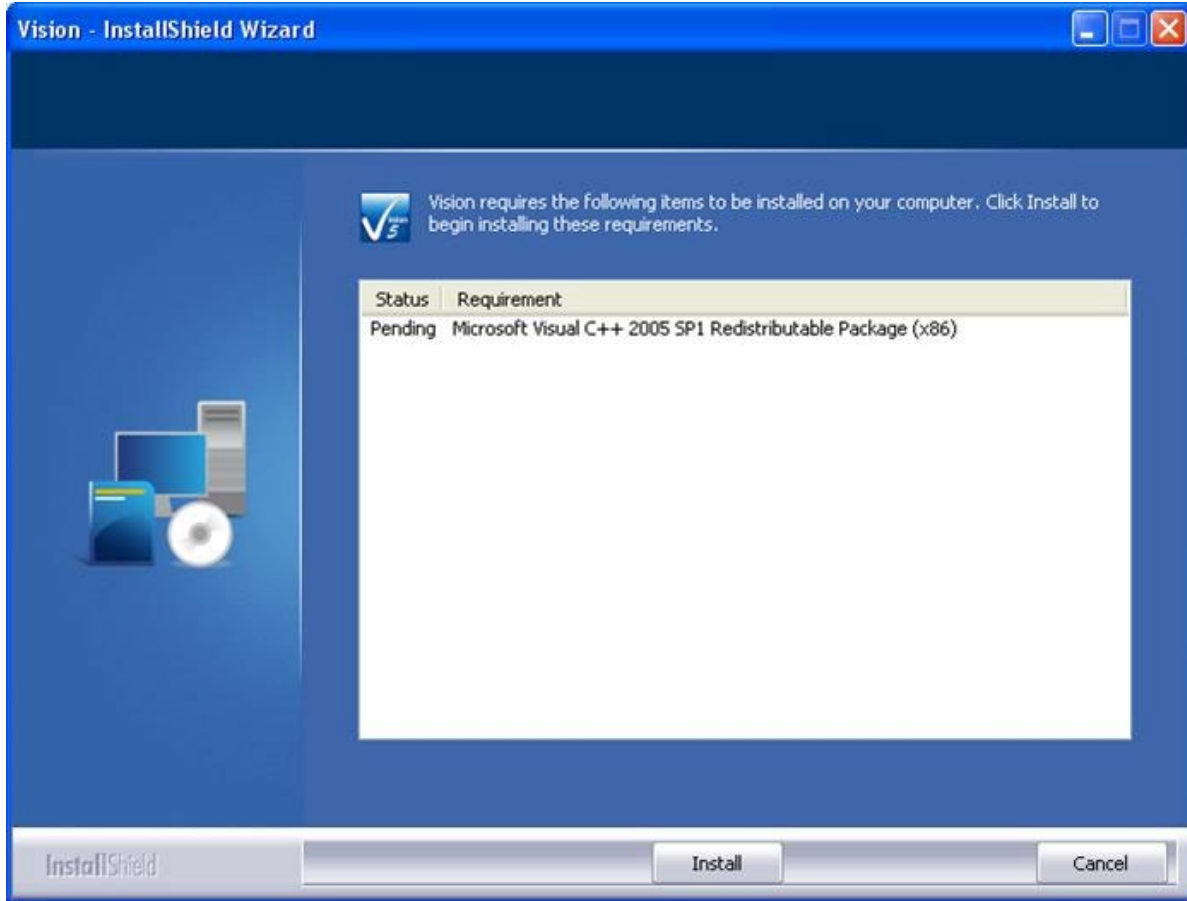 Vision - InstallShield Wizard
Vision requires the following items to be installed on your computer. Click Install to
begin installing these requirements.
Status Requirement
Pending Microsoft Visual C++ 2005 SP1 Redistributable Package (x86)
InstallShield
Install Cancel